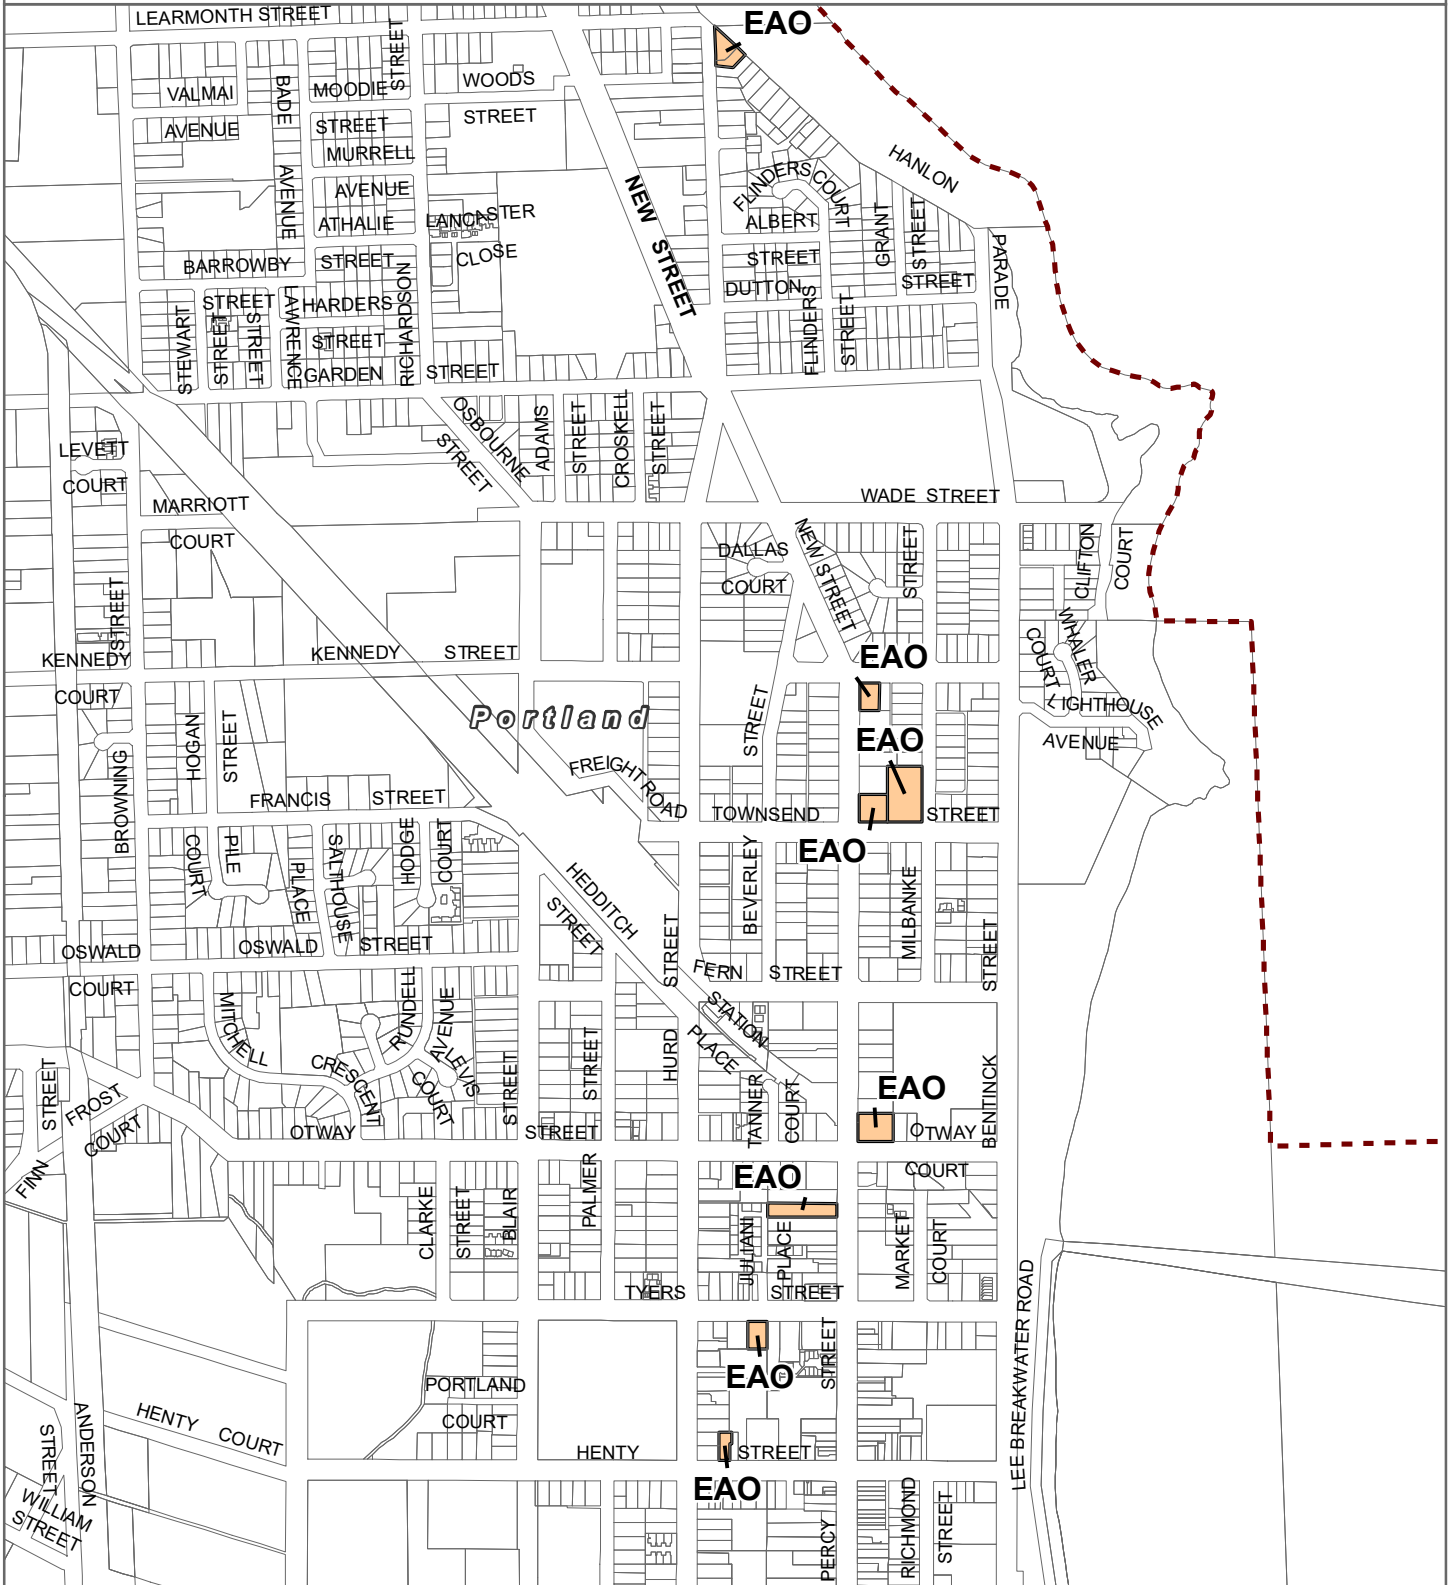 LEARMONTH STREET
EAO
STREET
WOODS
BADE
VALMAI
MOODIE
STREET
AVENUE
STREET
MURRELL
HANLON
FLINDERS COURT
AVENUE
AVENUE
NEW STREET
ATHALIE
LANCASTER
ALBERT
GRANT
STREET
CLOSE
PARADE
BARROWBY
STREET
STREET
DUTTON
STREET
STREET
HARDERS
LAWRENCE
RICHARDSON
STEWART
STREET
STREET
STREET
FLINDERS
STREET
GARDEN
STREET
OSBOURNE
STREET
ADAMS
STREET
CROSKELL
STREET
LEVETT
COURT
MARRIOTT
COURT
WADE STREET
DALLAS
COURT
NEW STREET
STREET
CLIFTON
COURT
STREET
KENNEDY
COURT
KENNEDY
STREET
EAO
WHALER
COURT
LIGHTHOUSE
AVENUE
Portland
HOGAN
STREET
STREET
EAO
BROWNING
FREIGHT ROAD
FRANCIS
STREET
TOWNSEND
STREET
EAO
COURT
PILE
PLACE
SALTHOUSE
HODGE
COURT
HEDDITCH
STREET
BEVERLEY
MILBANKE
STREET
STREET
OSWALD
COURT
OSWALD
STREET
FERN
STREET
MITCHELL
CRESCENT
RUNDELL
AVENUE
LEVIS
COURT
STREET
STREET
HURD
STATION
PLACE
TANNER
COURT
EAO
BENTINCK
STREET
FROST
COURT
FINN
OTWAY
STREET
OTWAY
COURT
EAO
CLARKE
STREET
BLAIR
PALMER
JULIANI
PLACE
MARKET
COURT
TYERS
STREET
LEE BREAKWATER ROAD
EAO
STREET
PORTLAND
COURT
HENTY
COURT
ANDERSON
STREET
HENTY
STREET
EAO
WILLIAM
STREET
PERCY
RICHMOND
STREET